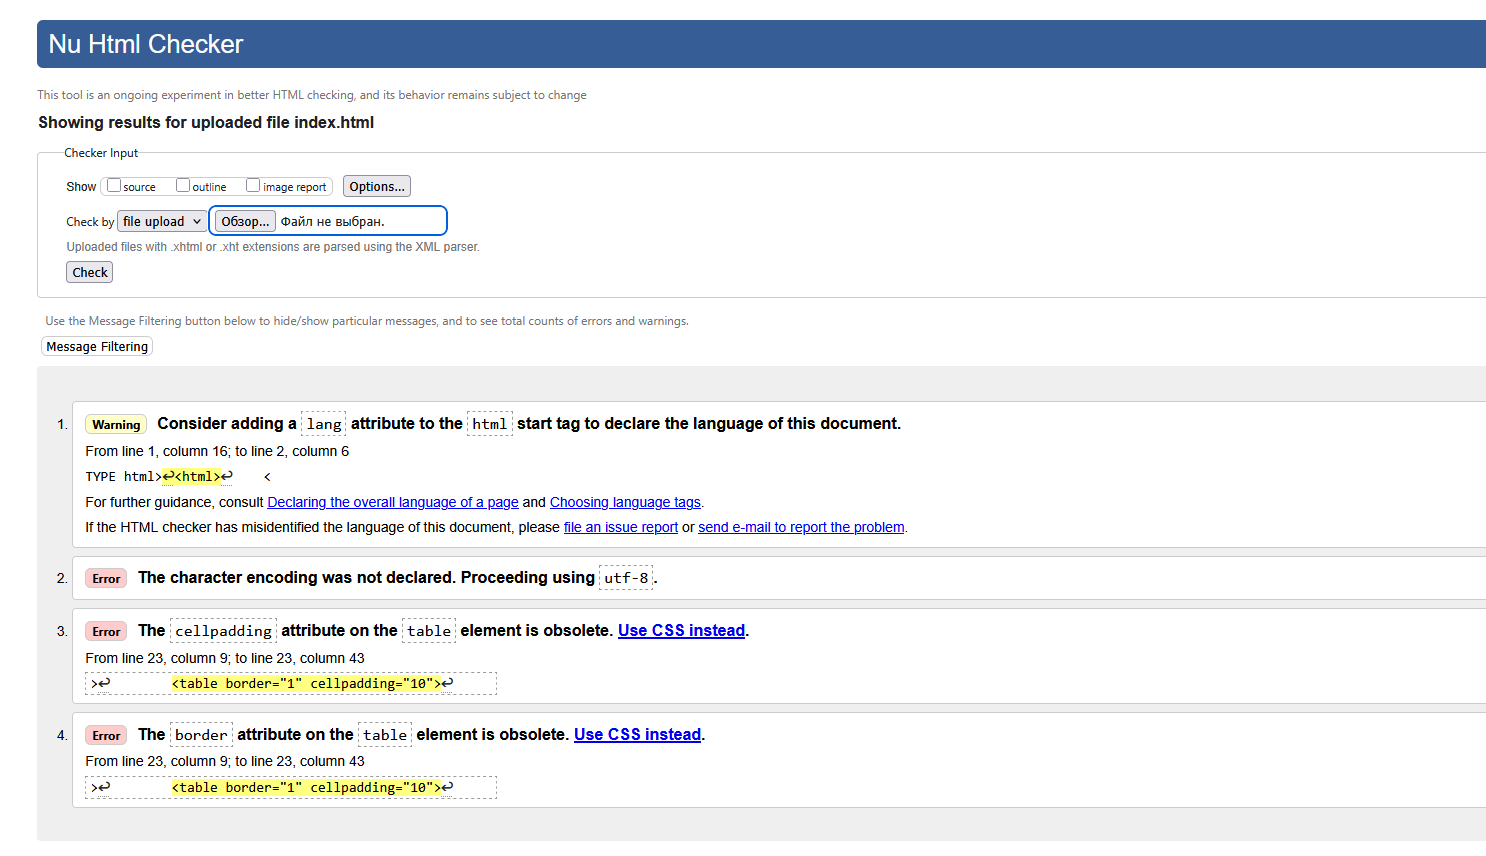 Nu Html Checker
This tool is an ongoing experiment in better HTML checking, and its behavior remains subject to change
Showing results for uploaded file index.html
Checker Input
Show source outline image report Options...
Check by file upload Обзор... Файл не выбран.
Uploaded files with .xhtml or .xht extensions are parsed using the XML parser.
Check
Use the Message Filtering button below to hide/show particular messages, and to see total counts of errors and warnings.
Message Filtering
1. Warning Consider adding a lang attribute to the html start tag to declare the language of this document.
From line 1, column 16; to line 2, column 6
TYPE html>↩<html>↩    <
For further guidance, consult Declaring the overall language of a page and Choosing language tags.
If the HTML checker has misidentified the language of this document, please file an issue report or send e-mail to report the problem.
2. Error The character encoding was not declared. Proceeding using utf-8.
3. Error The cellpadding attribute on the table element is obsolete. Use CSS instead.
From line 23, column 9; to line 23, column 43
>↩        <table border="1" cellpadding="10">↩
4. Error The border attribute on the table element is obsolete. Use CSS instead.
From line 23, column 9; to line 23, column 43
>↩        <table border="1" cellpadding="10">↩